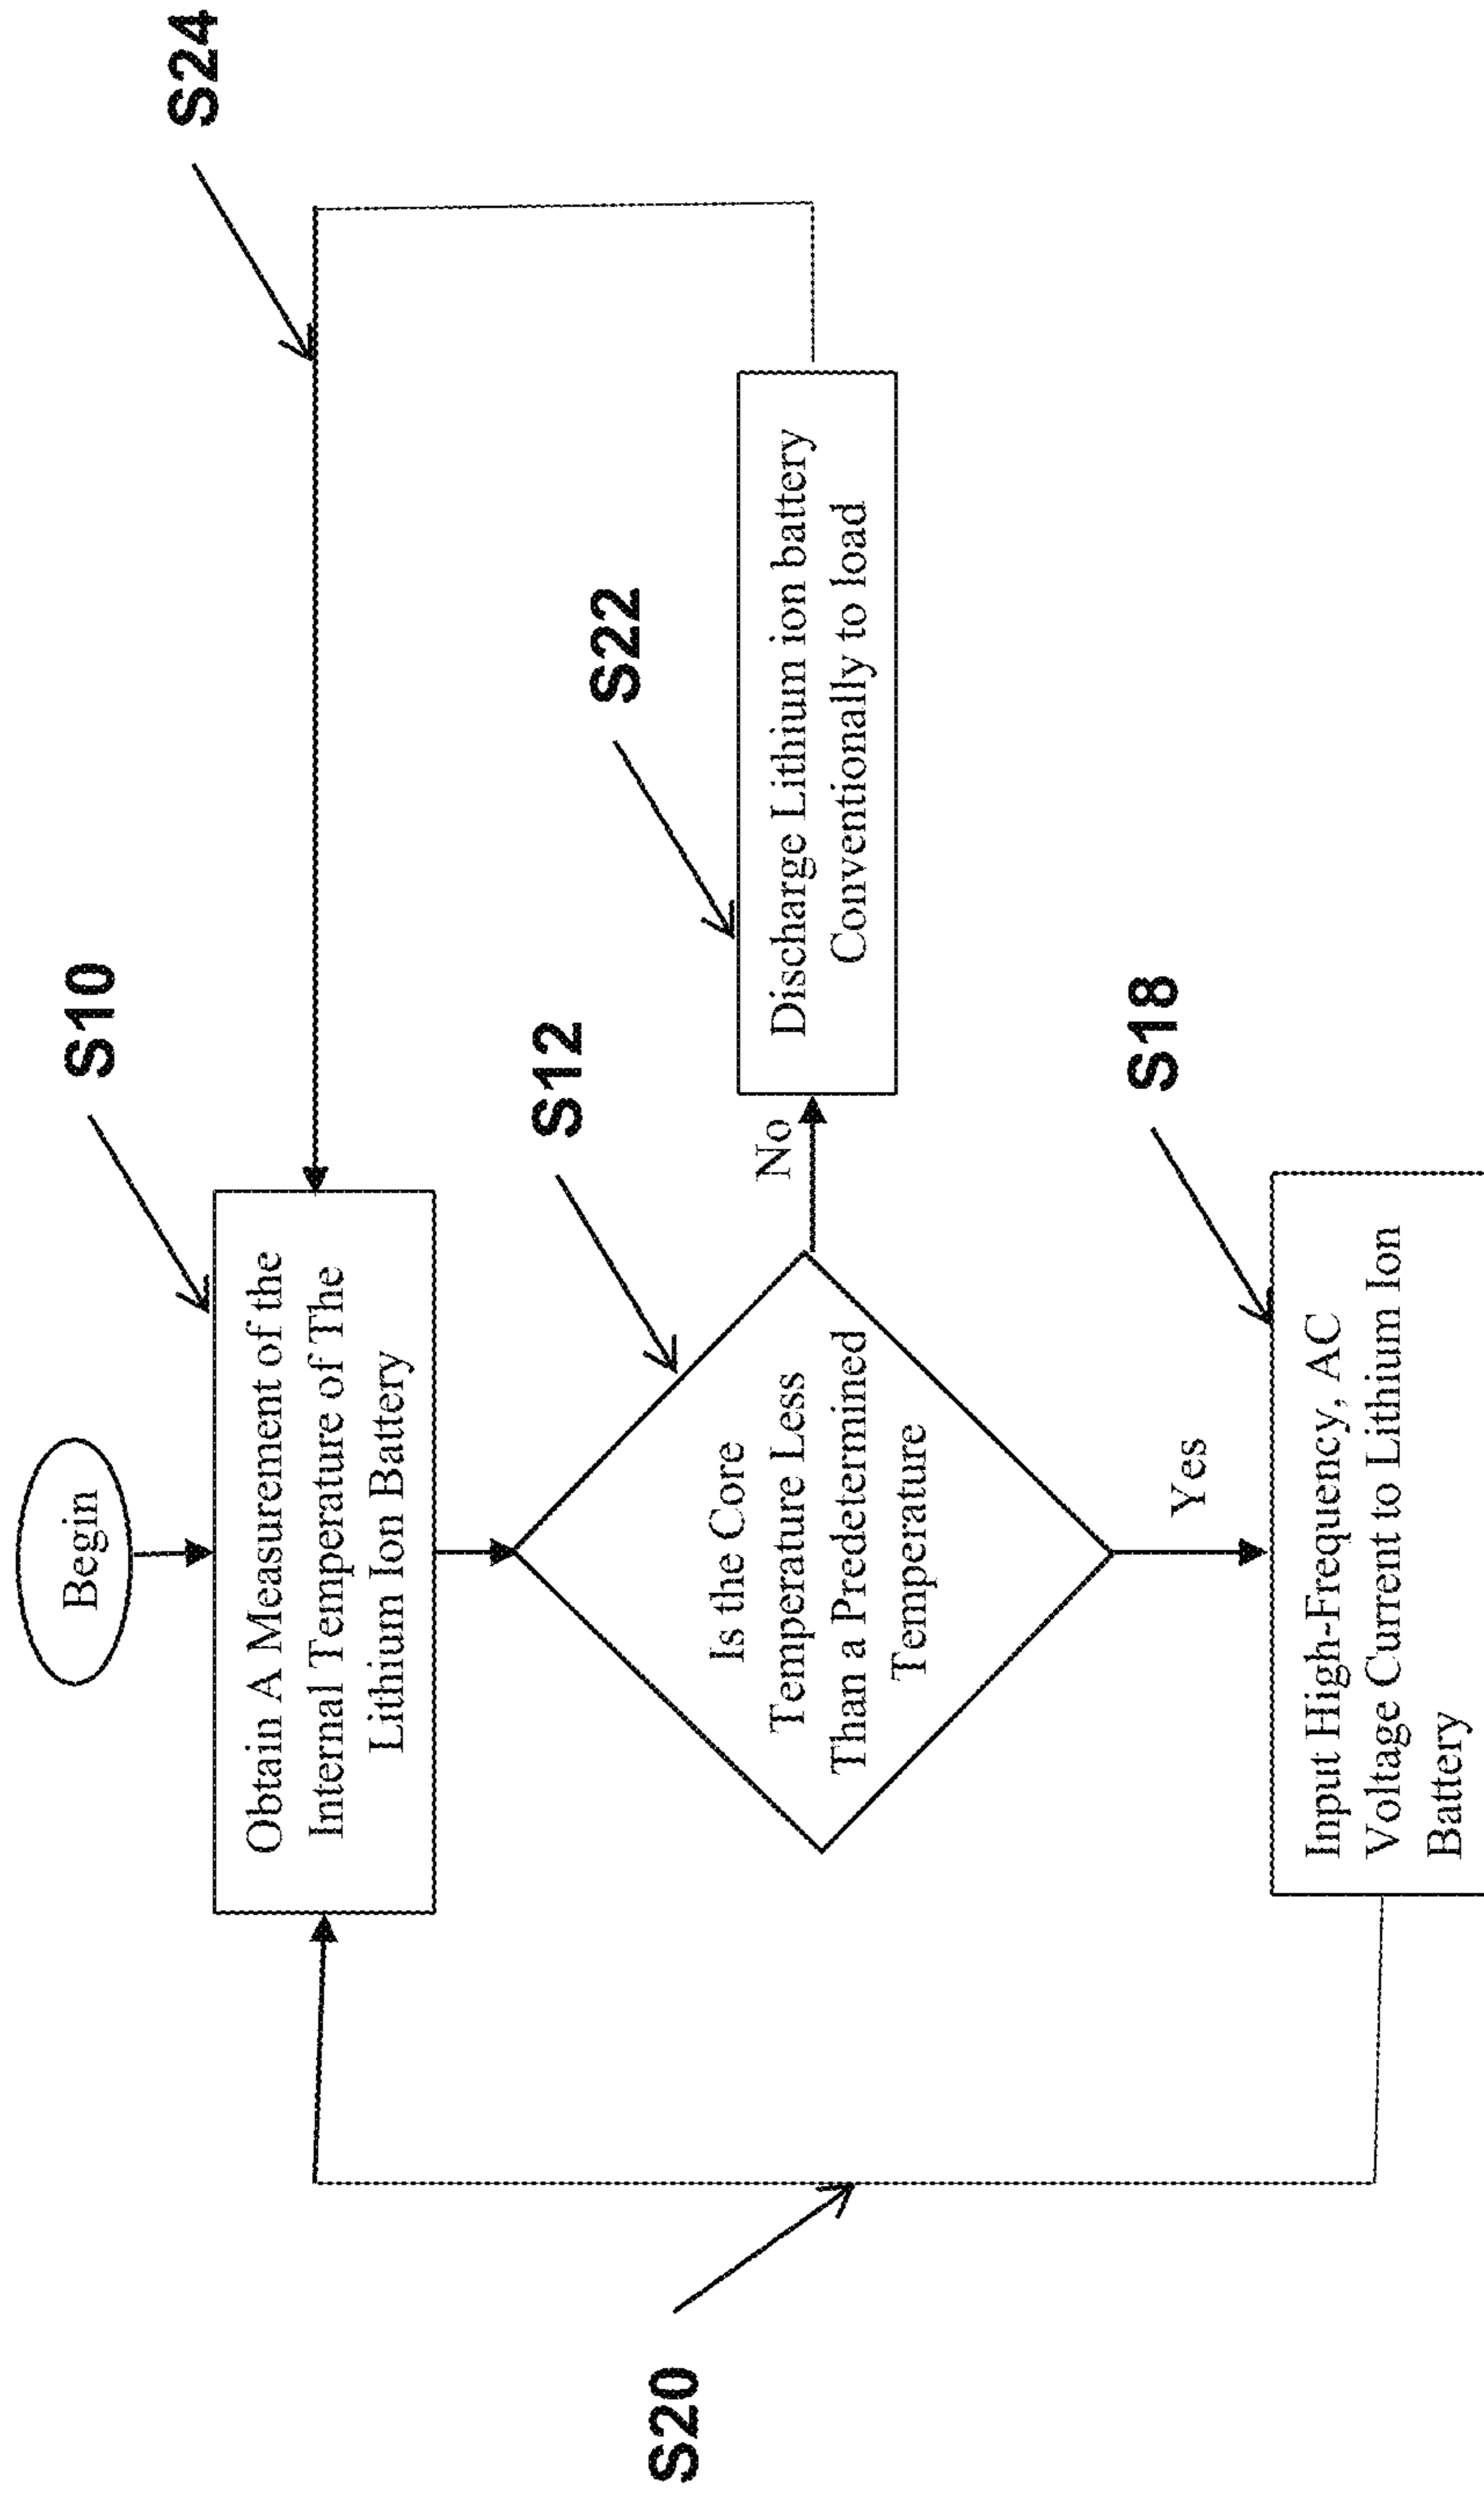 Begin
S10
S24
Obtain A Measurement of the
Internal Temperature of The
Lithium Ion Battery
S12
Is the Core
Temperature Less
Than a Predetermined
Temperature
No
S22
Discharge Lithium ion battery
Conventionally to load
S20
Yes
S18
Input High-Frequency, AC
Voltage Current to Lithium Ion
Battery